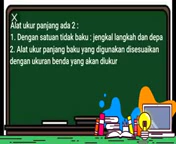 Alat ukur panjang ada 2 :
1. Dengan satuan tidak baku : jengkal langkah dan depa
2. Alat ukur panjang baku yang digunakan disesuaikan
dengan ukuran benda yang akan diukur